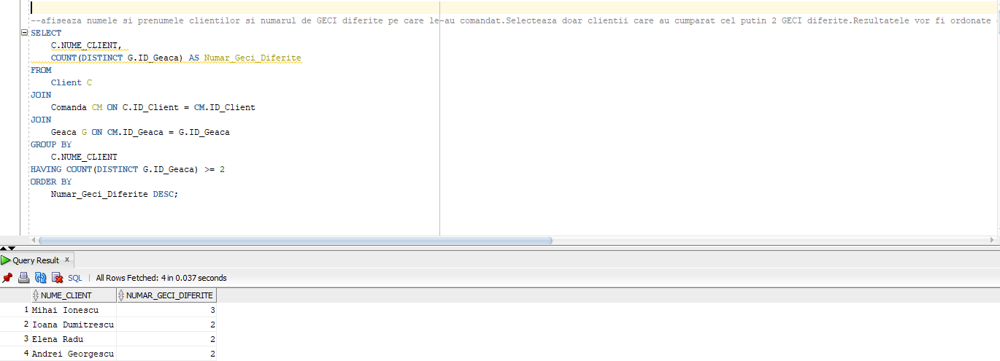 --afiseaza numele si prenumele clientilor si numarul de GECI diferite pe care le-au comandat.Selecteaza doar clientii care au cumparat cel putin 2 GECI diferite.Rezultatele vor fi ordonate
SELECT
C.NUME_CLIENT,
COUNT(DISTINCT G.ID_Geaca) AS Numar_Geci_Diferite
FROM
Client C
JOIN
Comanda CM ON C.ID_Client = CM.ID_Client
JOIN
Geaca G ON CM.ID_Geaca = G.ID_Geaca
GROUP BY
C.NUME_CLIENT
HAVING COUNT(DISTINCT G.ID_Geaca) >= 2
ORDER BY
Numar_Geci_Diferite DESC;
Query Result x
SQL | All Rows Fetched: 4 in 0.037 seconds
NUME_CLIENT NUMAR_GECI_DIFERITE
1 Mihai Ionescu 3
2 Ioana Dumitrescu 2
3 Elena Radu 2
4 Andrei Georgescu 2